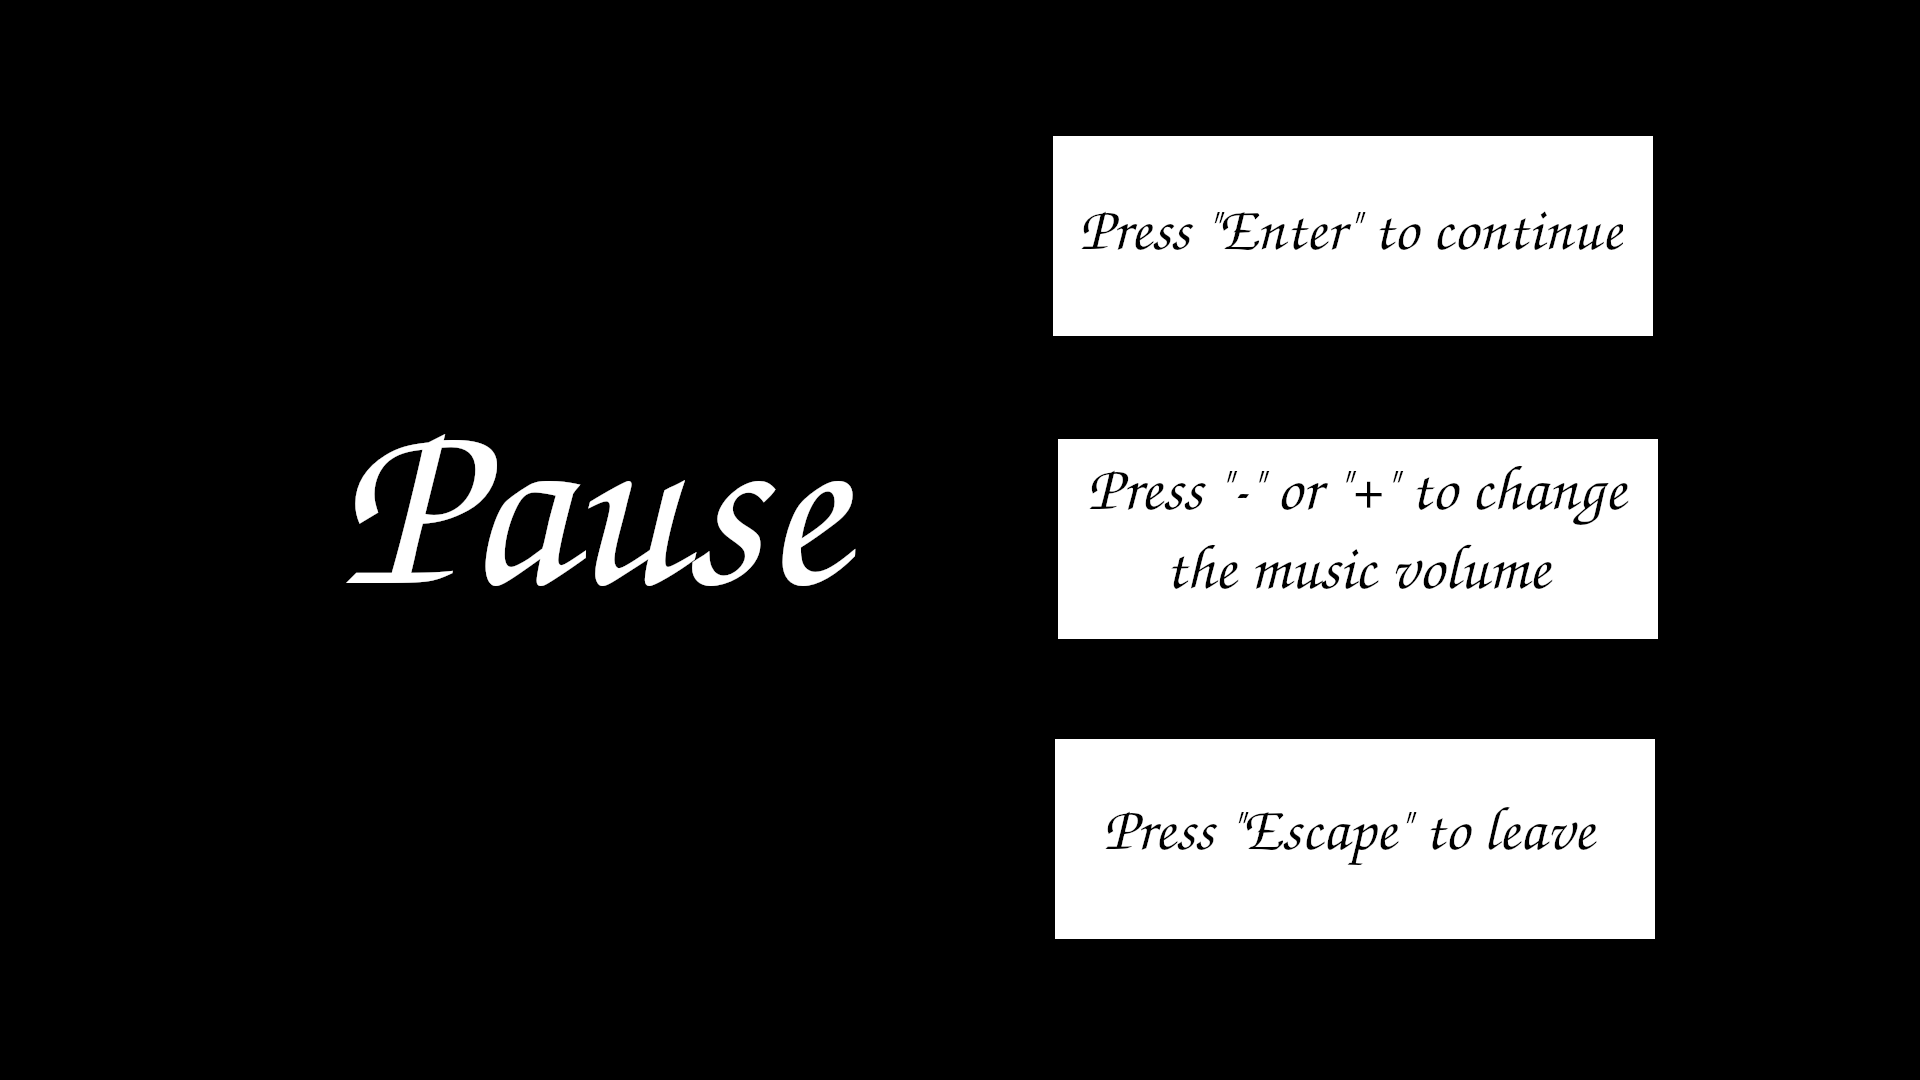 Pause
Press "Enter" to continue
Press "-" or "+" to change
the music volume
Press "Escape" to leave